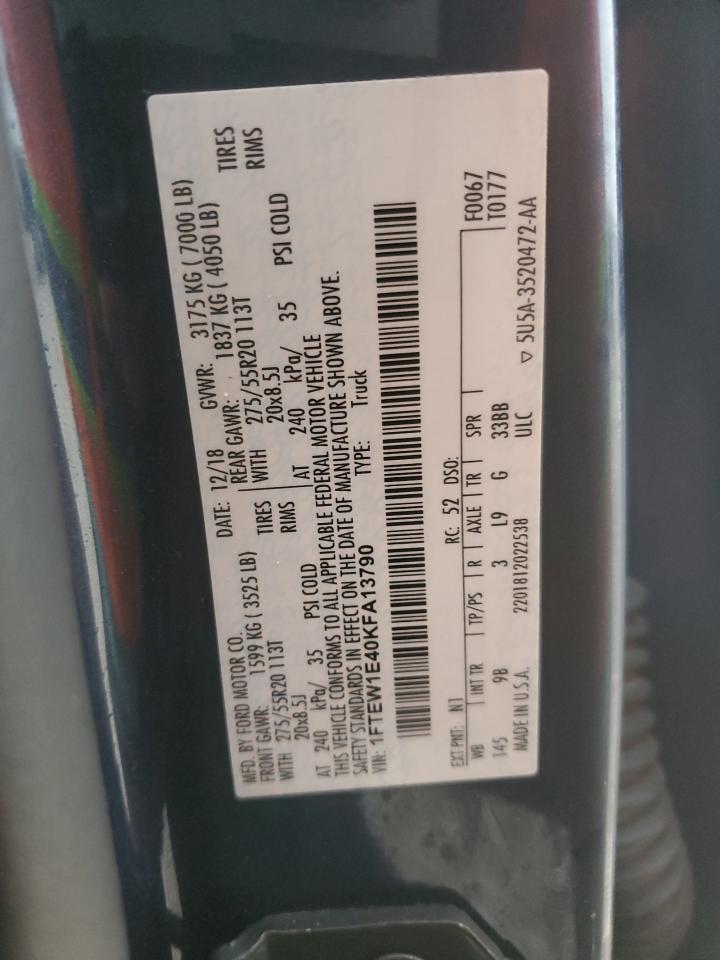 MFD. BY FORD MOTOR CO. DATE: 12/18 GVWR: 3175 KG ( 7000 LB)
FRONT GAWR: 1599 KG ( 3525 LB) REAR GAWR: 1837 KG ( 4050 LB)
WITH 275/55R20 113T TIRES WITH 275/55R20 113T TIRES
20x8.5J RIMS 20x8.5J RIMS
AT 240 kPa/ 35 PSI COLD AT 240 kPa/ 35 PSI COLD
THIS VEHICLE CONFORMS TO ALL APPLICABLE FEDERAL MOTOR VEHICLE
SAFETY STANDARDS IN EFFECT ON THE DATE OF MANUFACTURE SHOWN ABOVE.
VIN: 1FTEW1E40KFA13790 TYPE: Truck
EXT PNT: N1 RC: 52 DSO: F0067
WB INT TR TP/PS R AXLE TR SPR T0177
145 9B 3 L9 G 33BB
MADE IN U.S.A. 2201812022538 ULC ▽ 5U5A-3520472-AA